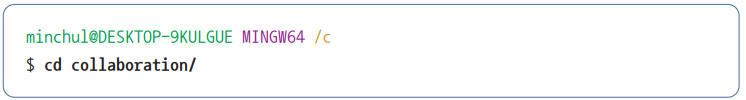 minchul@DESKTOP-9KULGUE MINGW64 /c
$ cd collaboration/